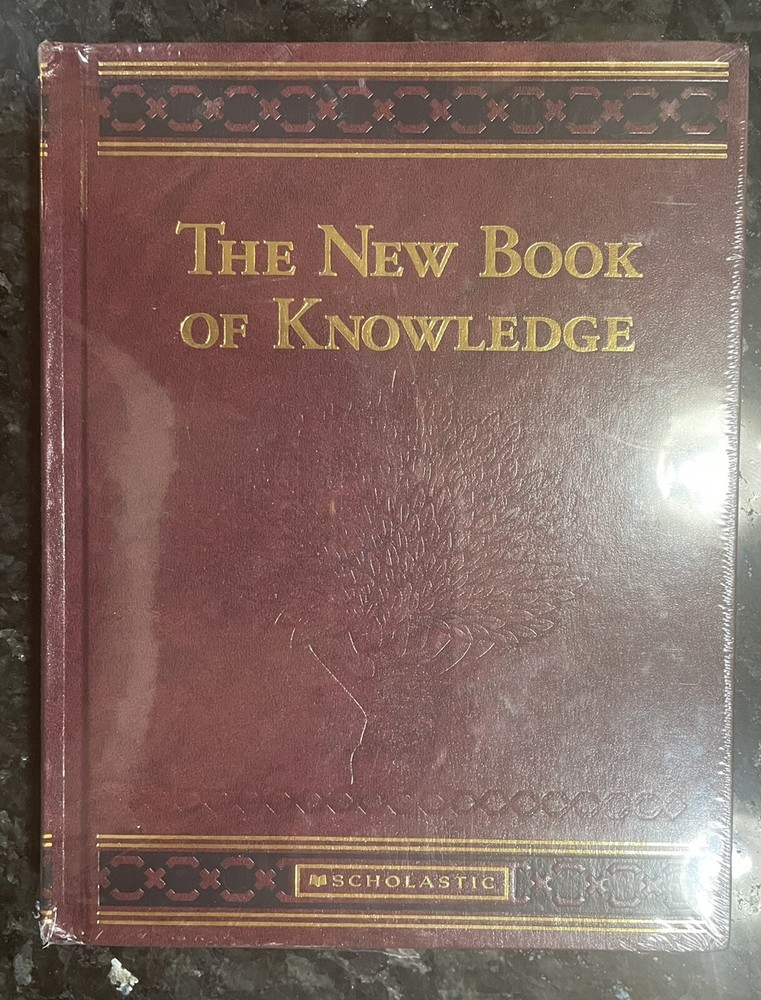 THE NEW BOOK
OF KNOWLEDGE
SCHOLASTIC